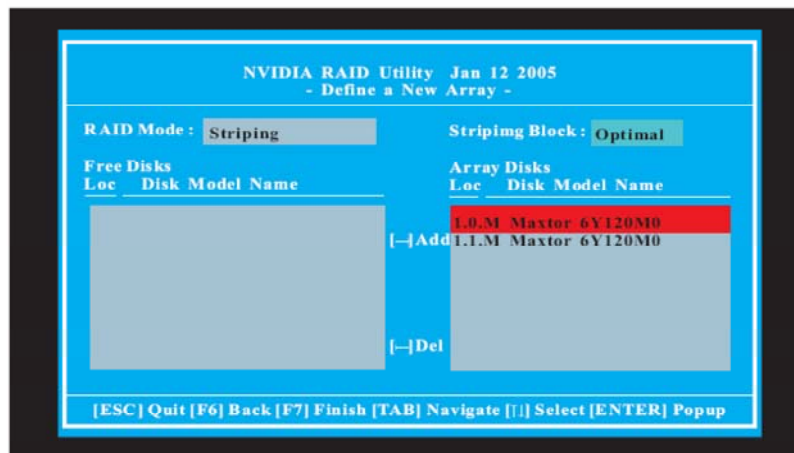 NVIDIA RAID Utility Jan 12 2005
- Define a New Array -
RAID Mode : Striping
Stripimg Block : Optimal
Free Disks
Loc Disk Model Name
Array Disks
Loc Disk Model Name
1.0.M Maxtor 6Y120M0
[—]Add 1.1.M Maxtor 6Y120M0
[—]Del
[ESC] Quit [F6] Back [F7] Finish [TAB] Navigate [↑↓] Select [ENTER] Popup